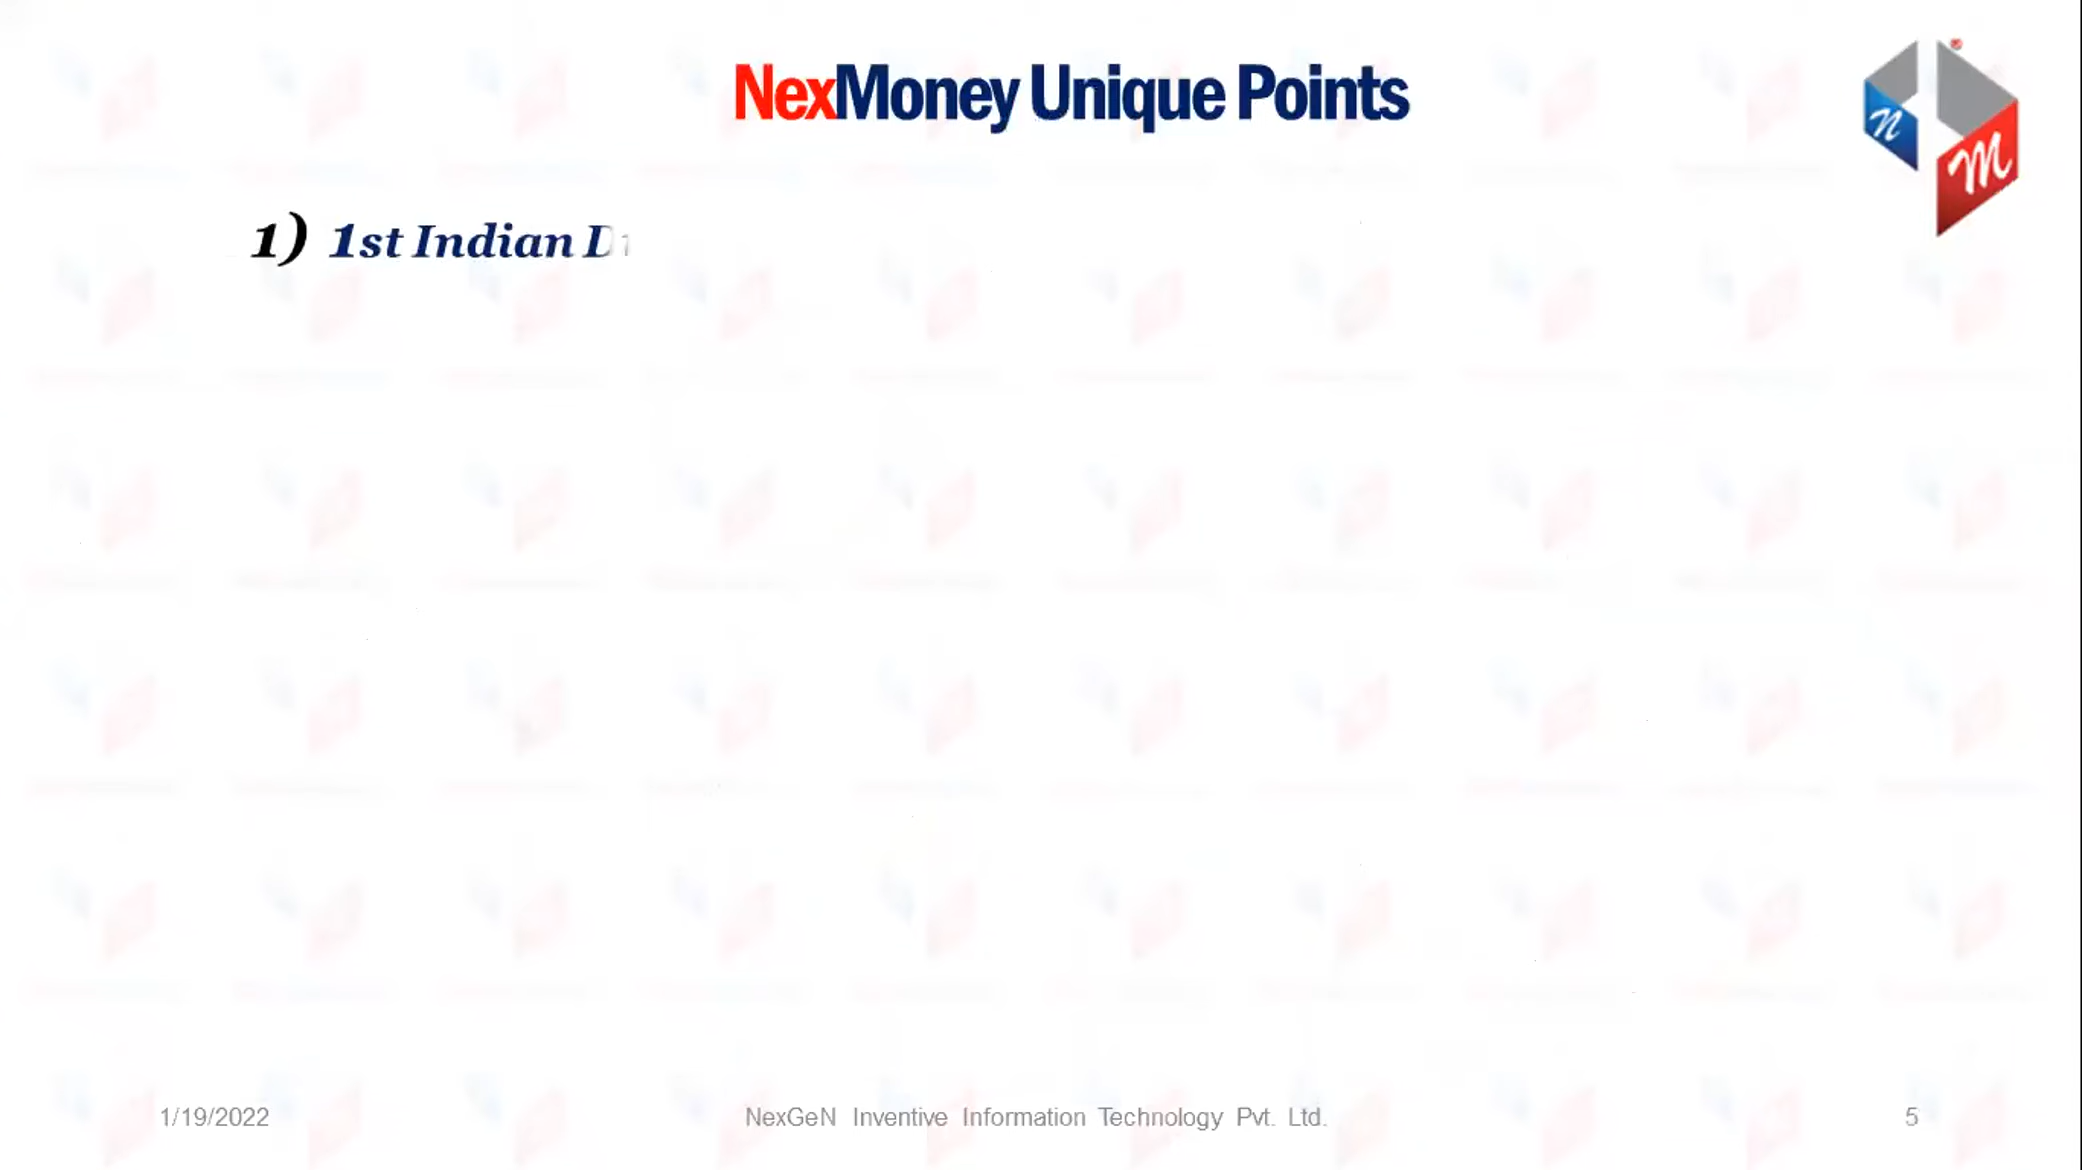 NexMoney Unique Points
n
m
1) 1st Indian
1/19/2022 NexGeN Inventive Information Technology Pvt. Ltd. 5